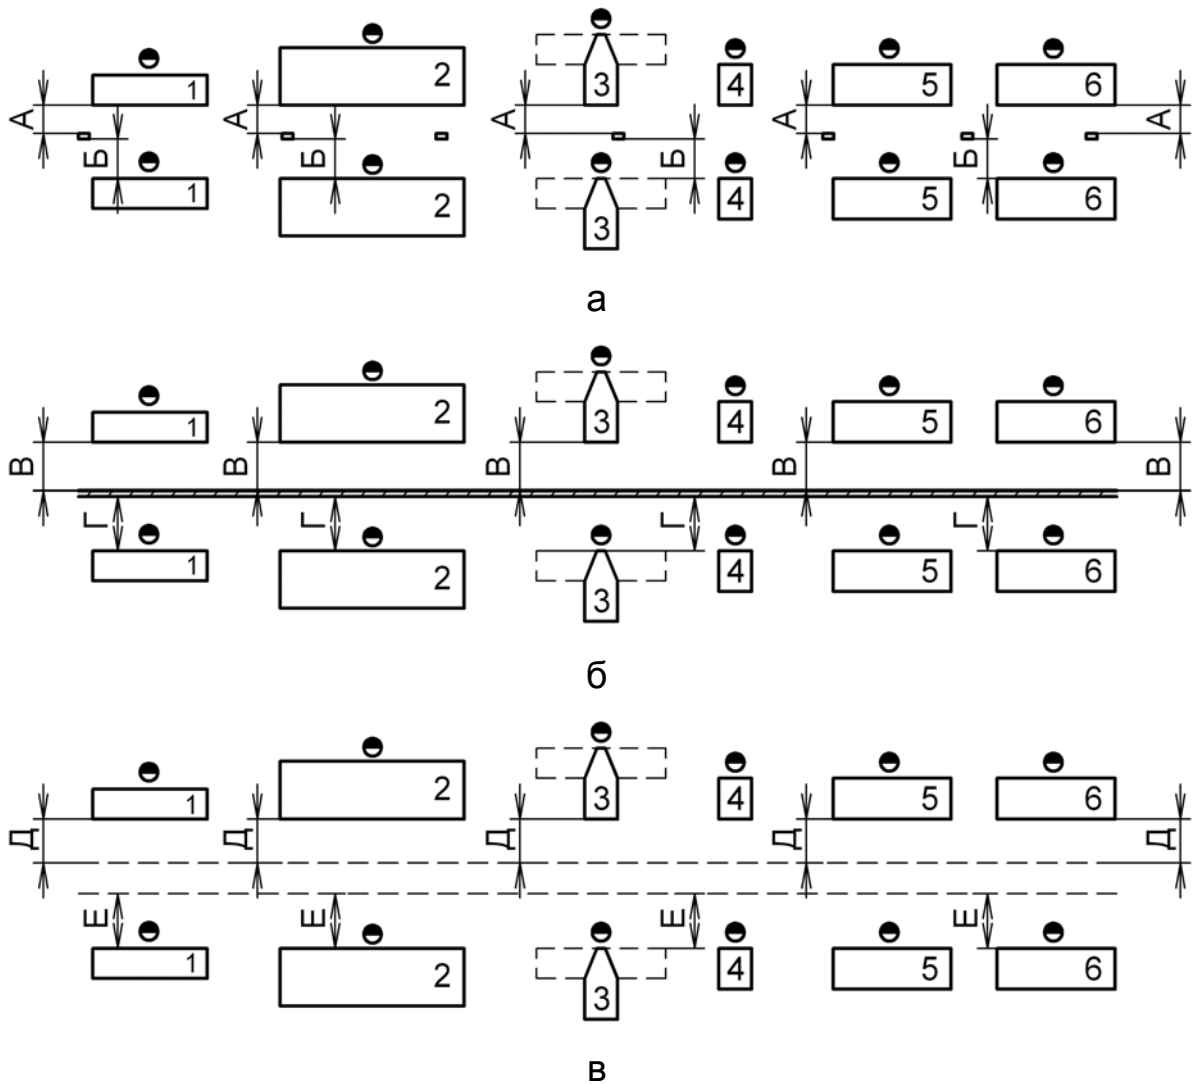 1 2 3 4 5 6
А А А А А
Б Б Б Б
1 2 3 4 5 6
а
1 2 3 4 5 6
В В В В В
Г Г Г Г
1 2 3 4 5 6
б
1 2 3 4 5 6
Д Д Д Д Д
Е Е Е Е
1 2 3 4 5 6
в